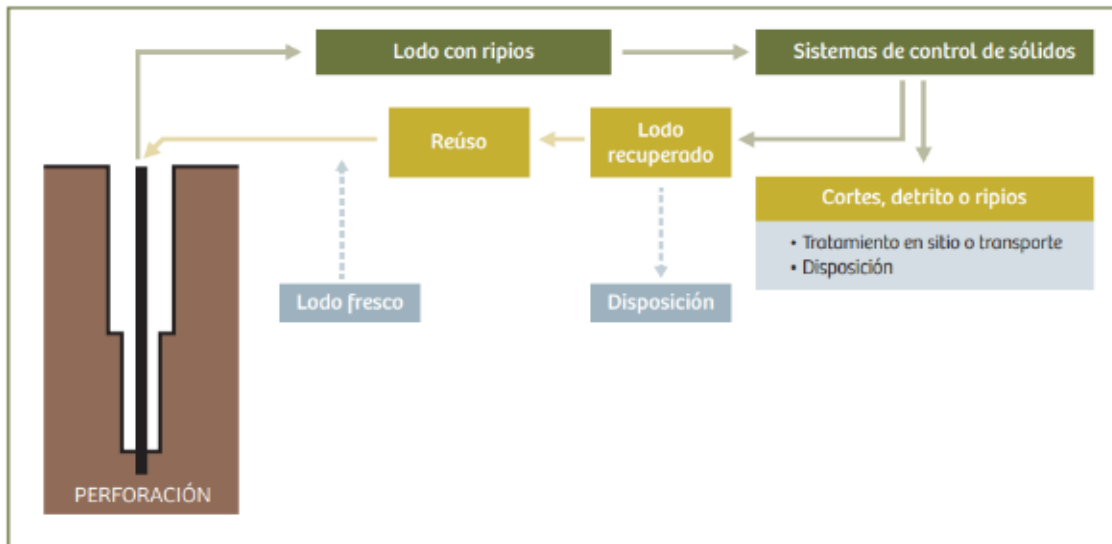 Lodo con ripios
Sistemas de control de sólidos
Reúso
Lodo
recuperado
Cortes, detrito o ripios
• Tratamiento en sitio o transporte
• Disposición
Lodo fresco
Disposición
PERFORACIÓN